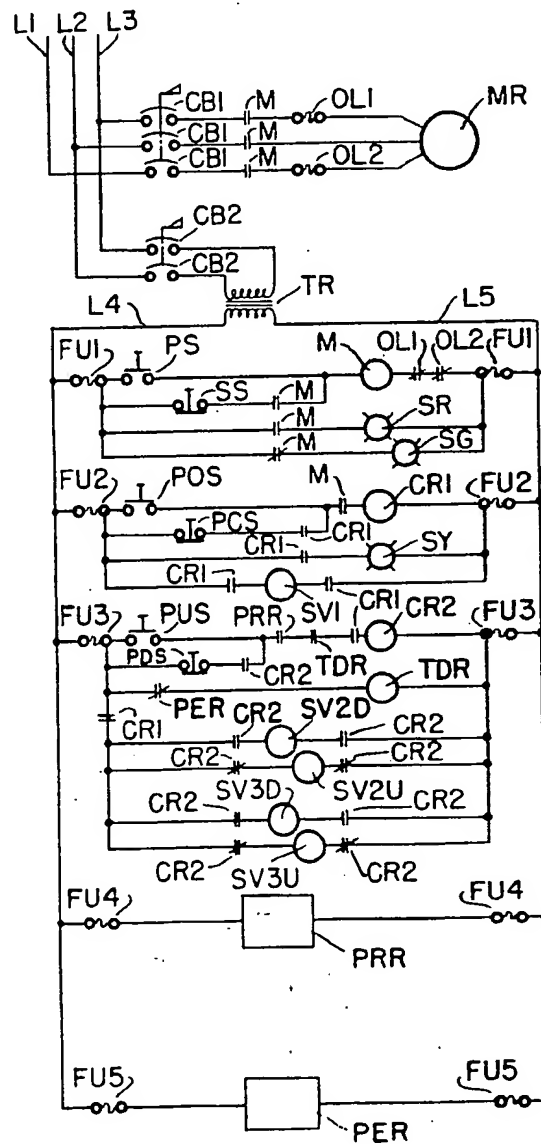 L1 L2 L3
CB1 M OL1 MR
CB1 M
CB1 M OL2
CB2
CB2
TR
L4 L5
FU1 PS M OL1 OL2 FU1
SS M
M SR
M SG
FU2 POS M CR1 FU2
PCS CR1
CR1 SY
CR1 SV1 CR1
FU3 PUS PRR TDR CR2 FU3
PDS CR2
PER TDR
CR1
CR2 SV2D CR2
CR2 SV2U CR2
CR2 SV3D CR2
CR2 SV3U CR2
FU4 PRR FU4
FU5 PER FU5